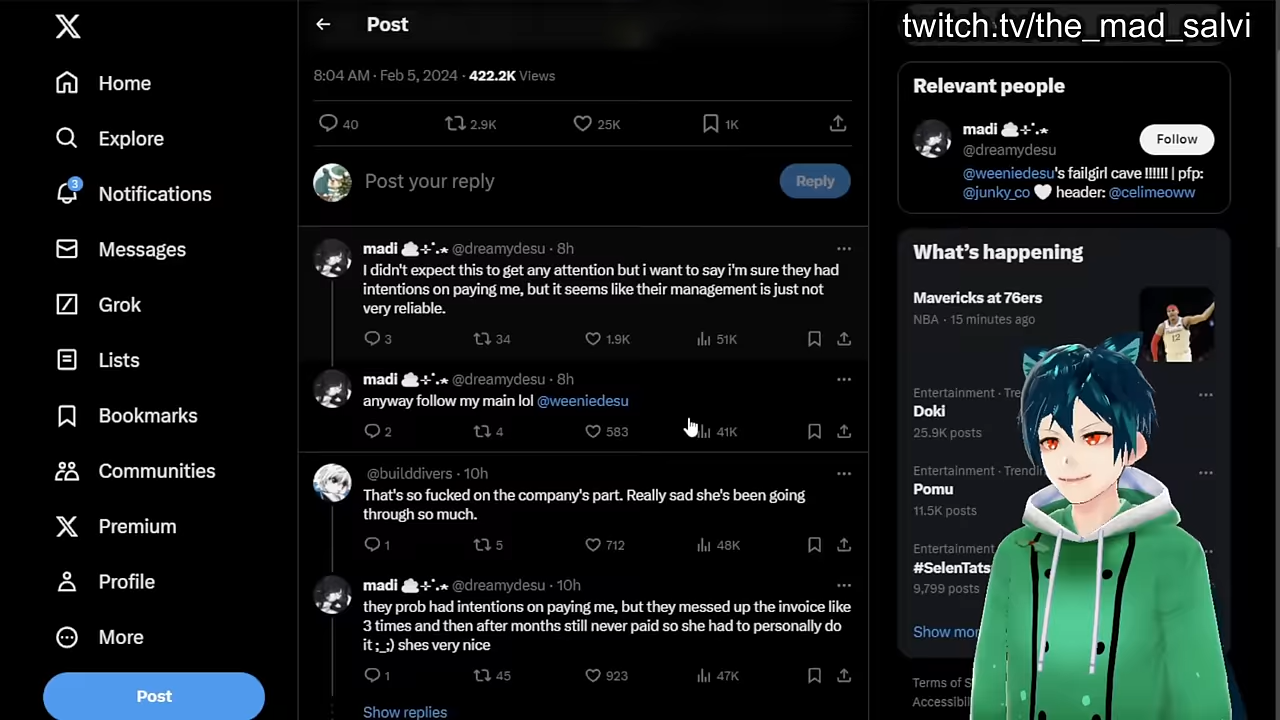 twitch.tv/the_mad_salvi
Post
8:04 AM · Feb 5, 2024 · 422.2K Views
40
2.9K
25K
1K
Post your reply
Reply
madi @dreamydesu · 8h
I didn't expect this to get any attention but i want to say i'm sure they had
intentions on paying me, but it seems like their management is just not
very reliable.
3
34
1.9K
51K
madi @dreamydesu · 8h
anyway follow my main lol @weeniedesu
2
4
583
41K
@builddivers · 10h
That's so fucked on the company's part. Really sad she's been going
through so much.
1
5
712
48K
madi @dreamydesu · 10h
they prob had intentions on paying me, but they messed up the invoice like
3 times and then after months still never paid so she had to personally do
it ;_;) shes very nice
1
45
923
47K
Show replies
Home
Explore
3
Notifications
Messages
Grok
Lists
Bookmarks
Communities
Premium
Profile
More
Post
Relevant people
madi
@dreamydesu
Follow
@weeniedesu's failgirl cave !!!!!! | pfp:
@junky_co 🤍 header: @celimeoww
What's happening
Mavericks at 76ers
NBA · 15 minutes ago
12
Entertainment ·
Doki
25.9K posts
Entertainment ·
Pomu
11.5K posts
Entertainment
#SelenTats
9,799 posts
Show
Terms of